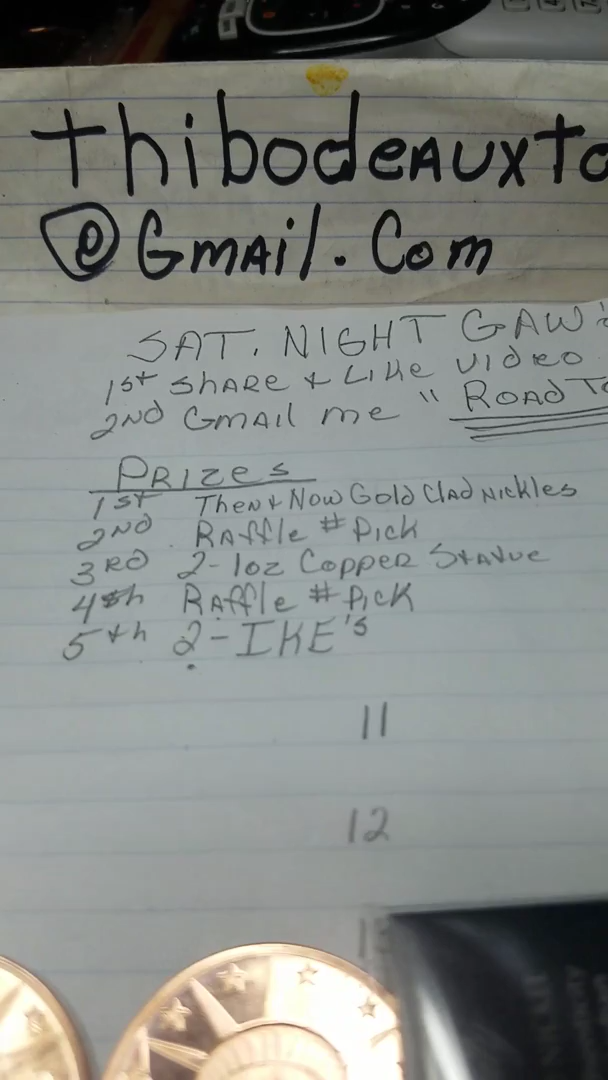 thibodeAUxto
@Gmail.Com
SAT. NIGHT GAW
1st SHARE & Like video
2ND Gmail me " ROAD To
Prizes
1ST Then & Now Gold Clad Nickles
2ND Raffle # Pick
3RD 2-1oz Copper Statue
4th Raffle # Pick
5th 2-IKE's
11
12